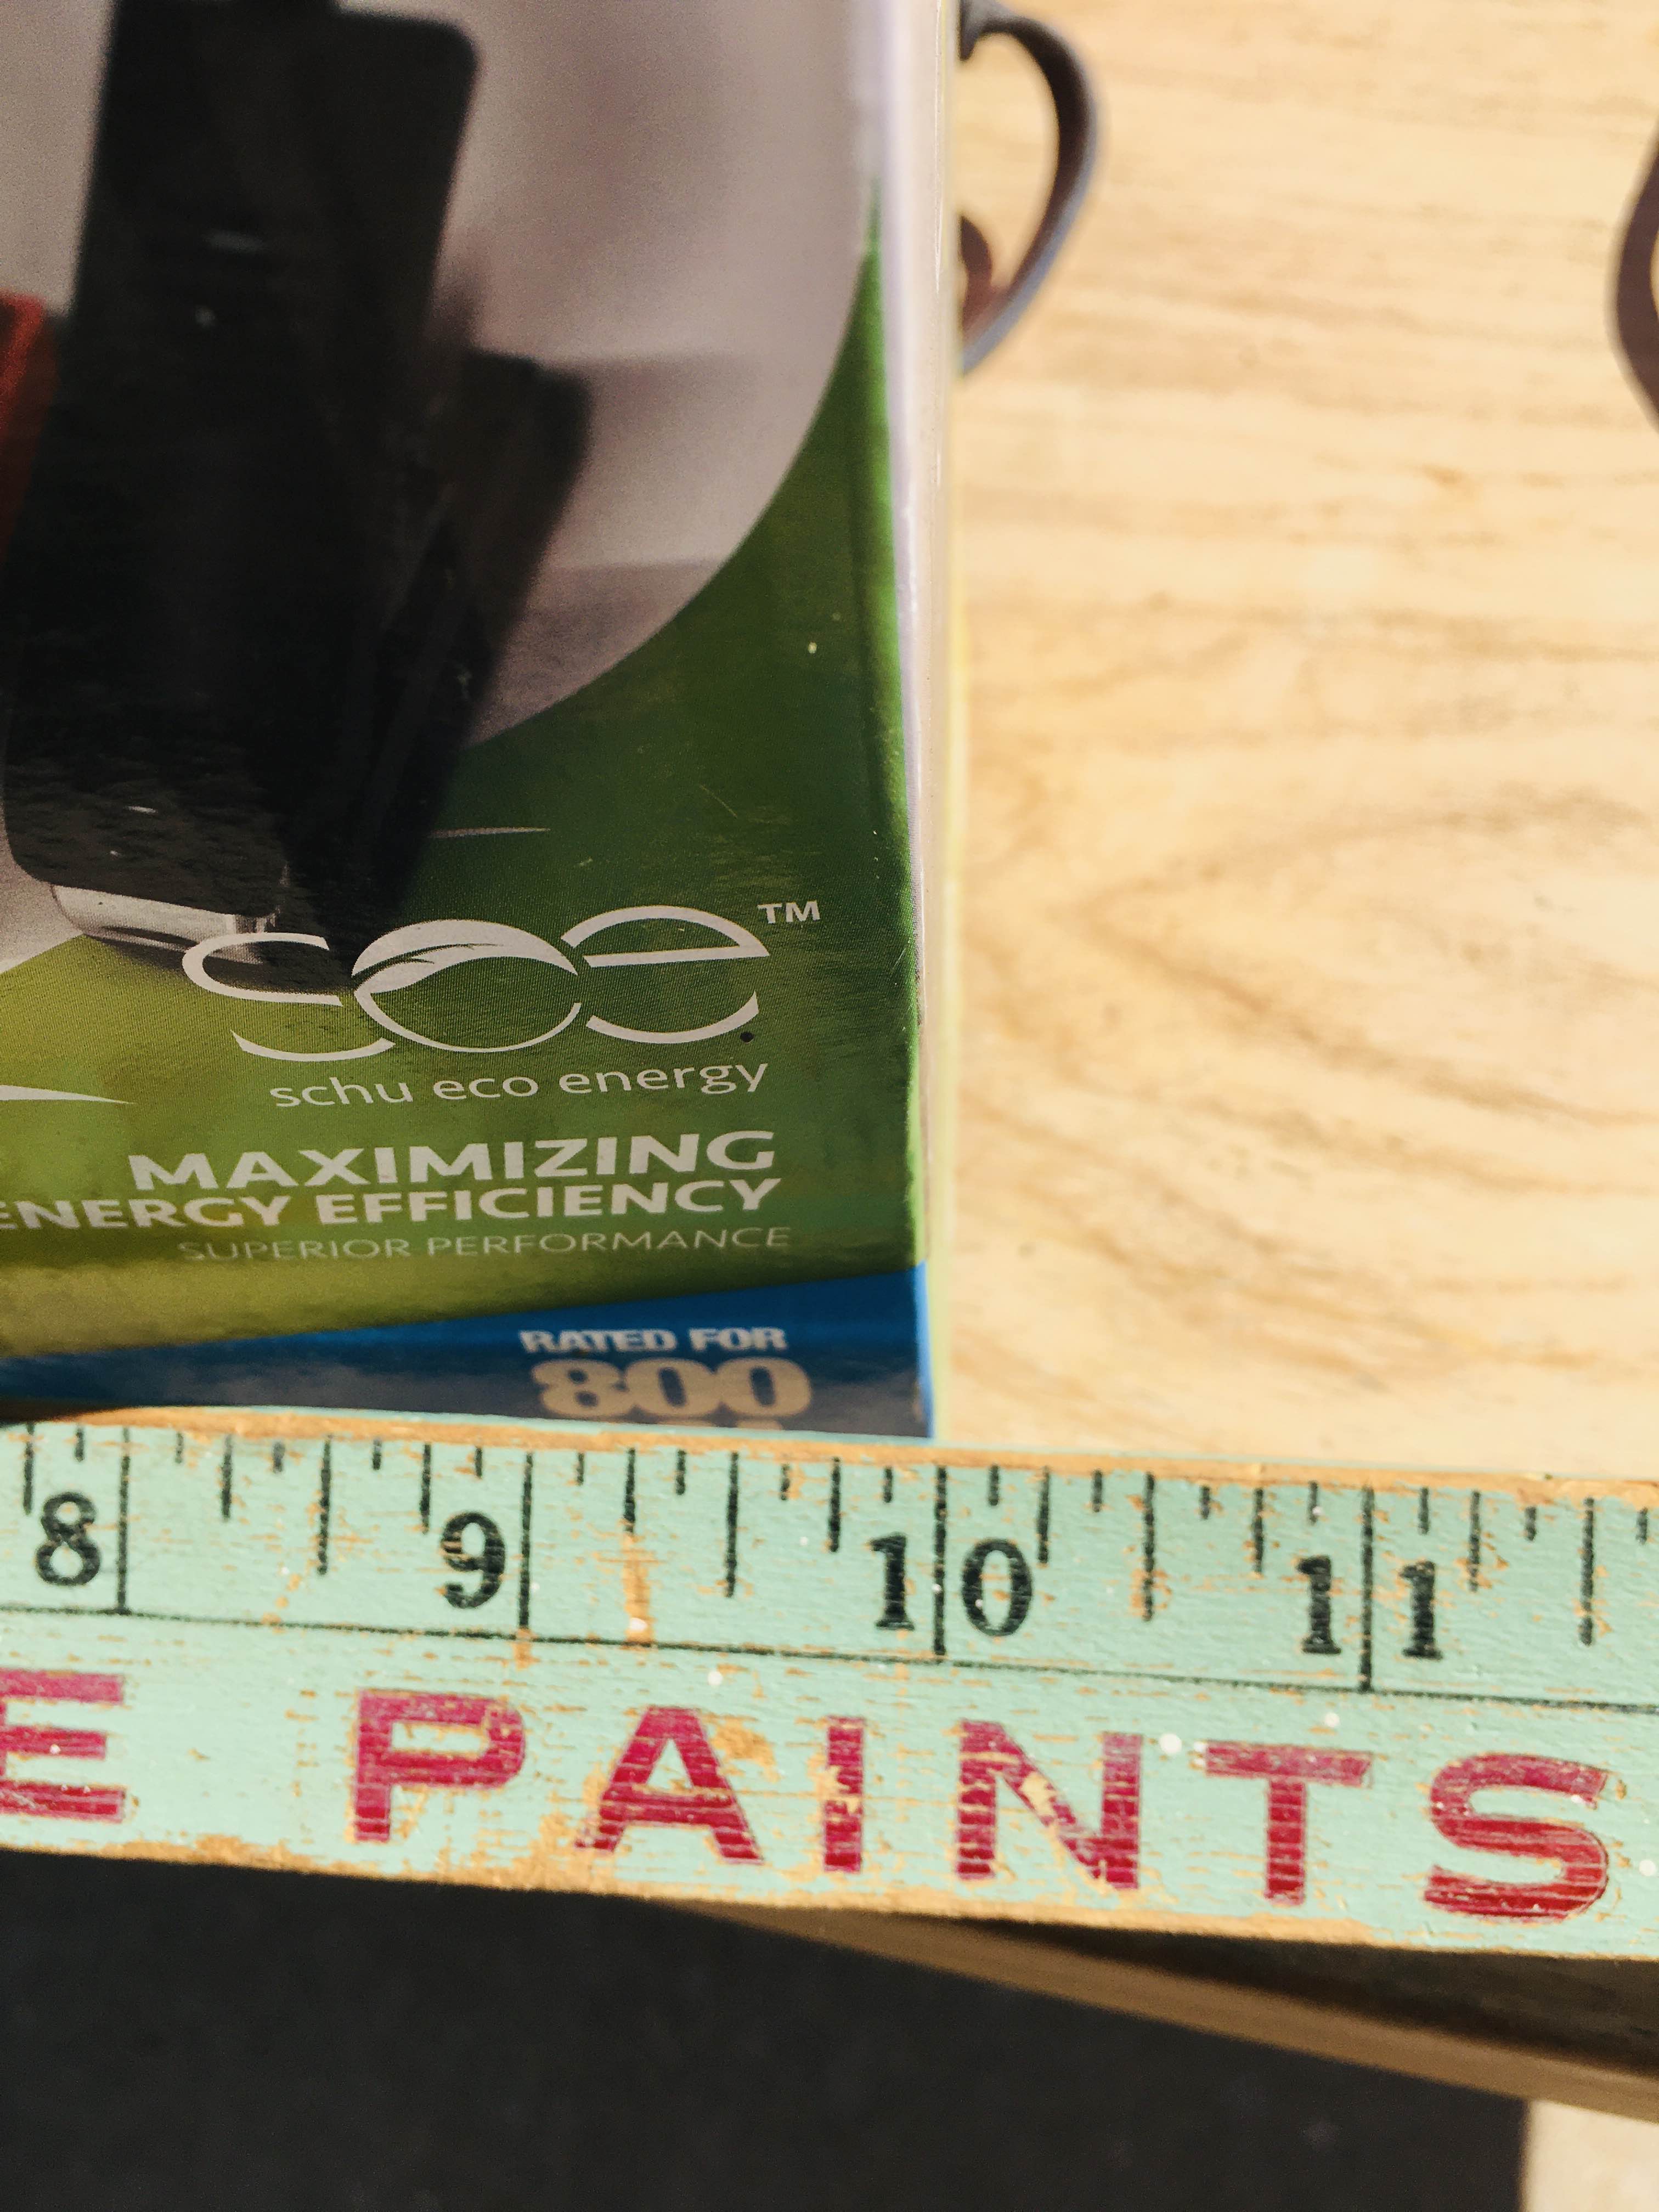 see™
schu eco energy
MAXIMIZING
ENERGY EFFICIENCY
SUPERIOR PERFORMANCE
RATED FOR
800
8 9 10 11
E PAINTS